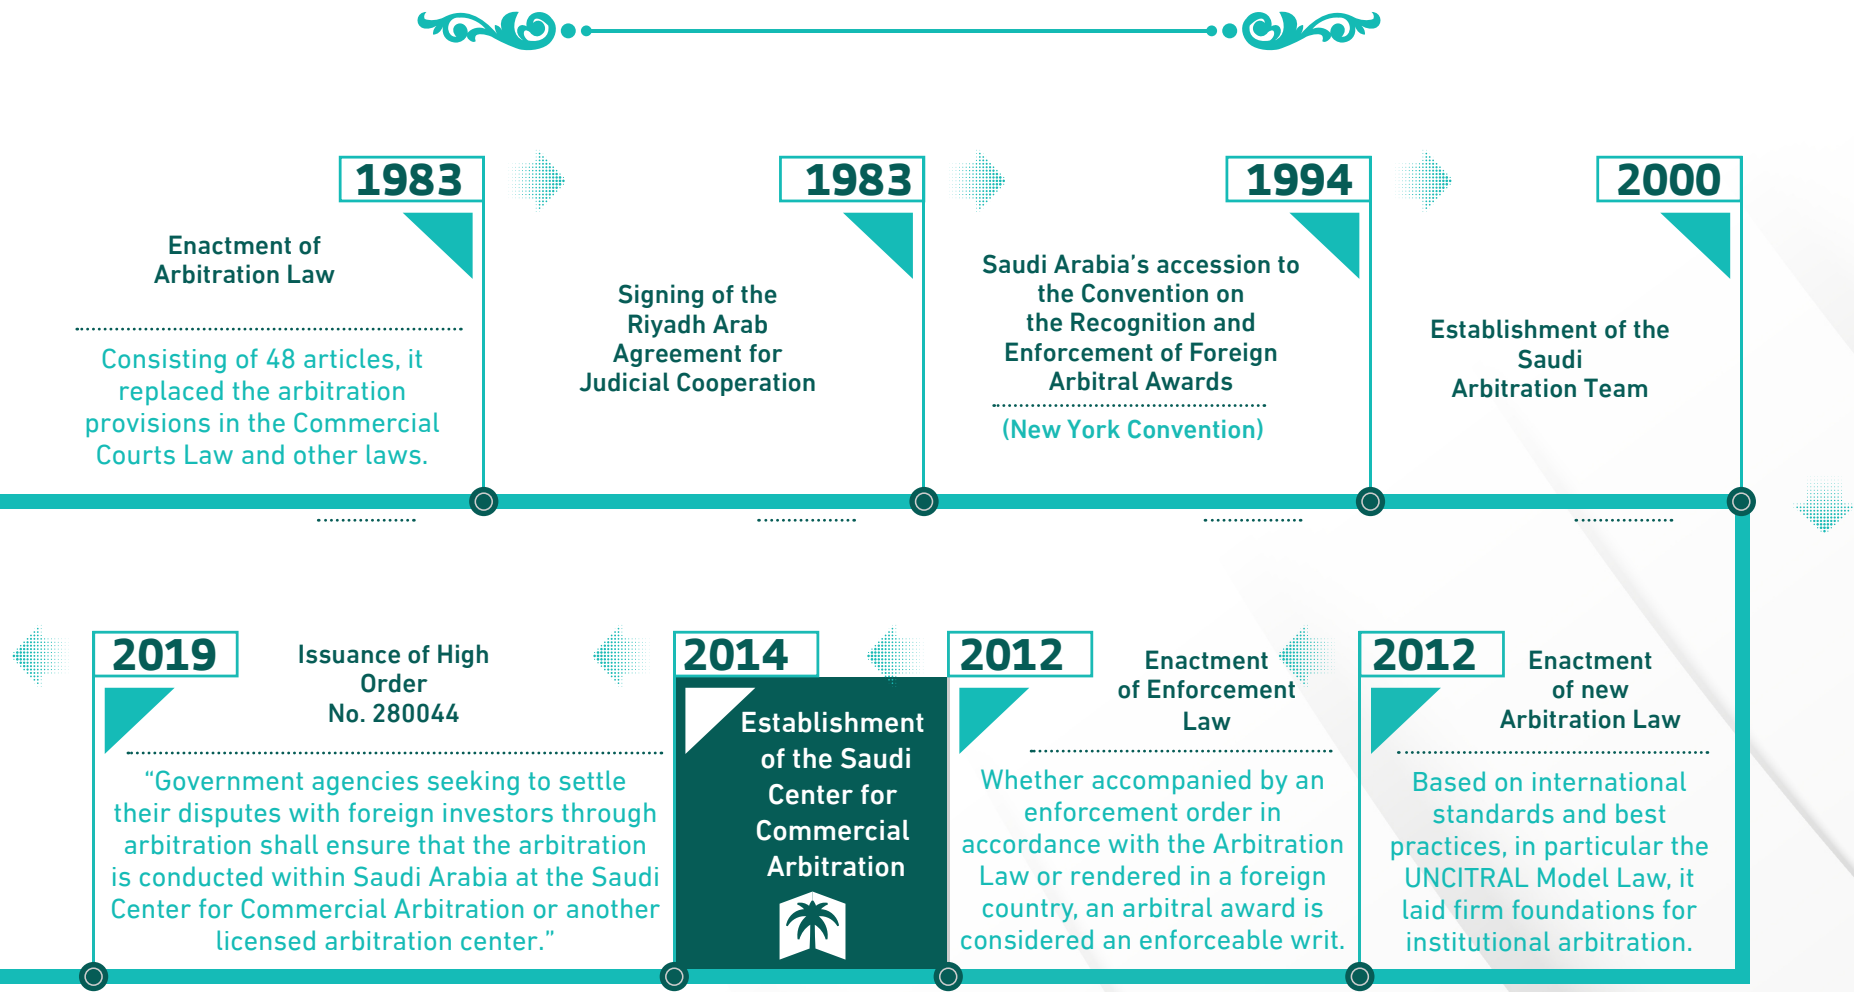 1983
Enactment of
Arbitration Law
Consisting of 48 articles, it
replaced the arbitration
provisions in the Commercial
Courts Law and other laws.
1983
Signing of the
Riyadh Arab
Agreement for
Judicial Cooperation
1994
Saudi Arabia’s accession to
the Convention on
the Recognition and
Enforcement of Foreign
Arbitral Awards
(New York Convention)
2000
Establishment of the
Saudi
Arbitration Team
2012
Enactment
of new
Arbitration Law
Based on international
standards and best
practices, in particular the
UNCITRAL Model Law, it
laid firm foundations for
institutional arbitration.
2012
Enactment
of Enforcement
Law
Whether accompanied by an
enforcement order in
accordance with the Arbitration
Law or rendered in a foreign
country, an arbitral award is
considered an enforceable writ.
2014
Establishment
of the Saudi
Center for
Commercial
Arbitration
2019
Issuance of High
Order
No. 280044
“Government agencies seeking to settle
their disputes with foreign investors through
arbitration shall ensure that the arbitration
is conducted within Saudi Arabia at the Saudi
Center for Commercial Arbitration or another
licensed arbitration center.”